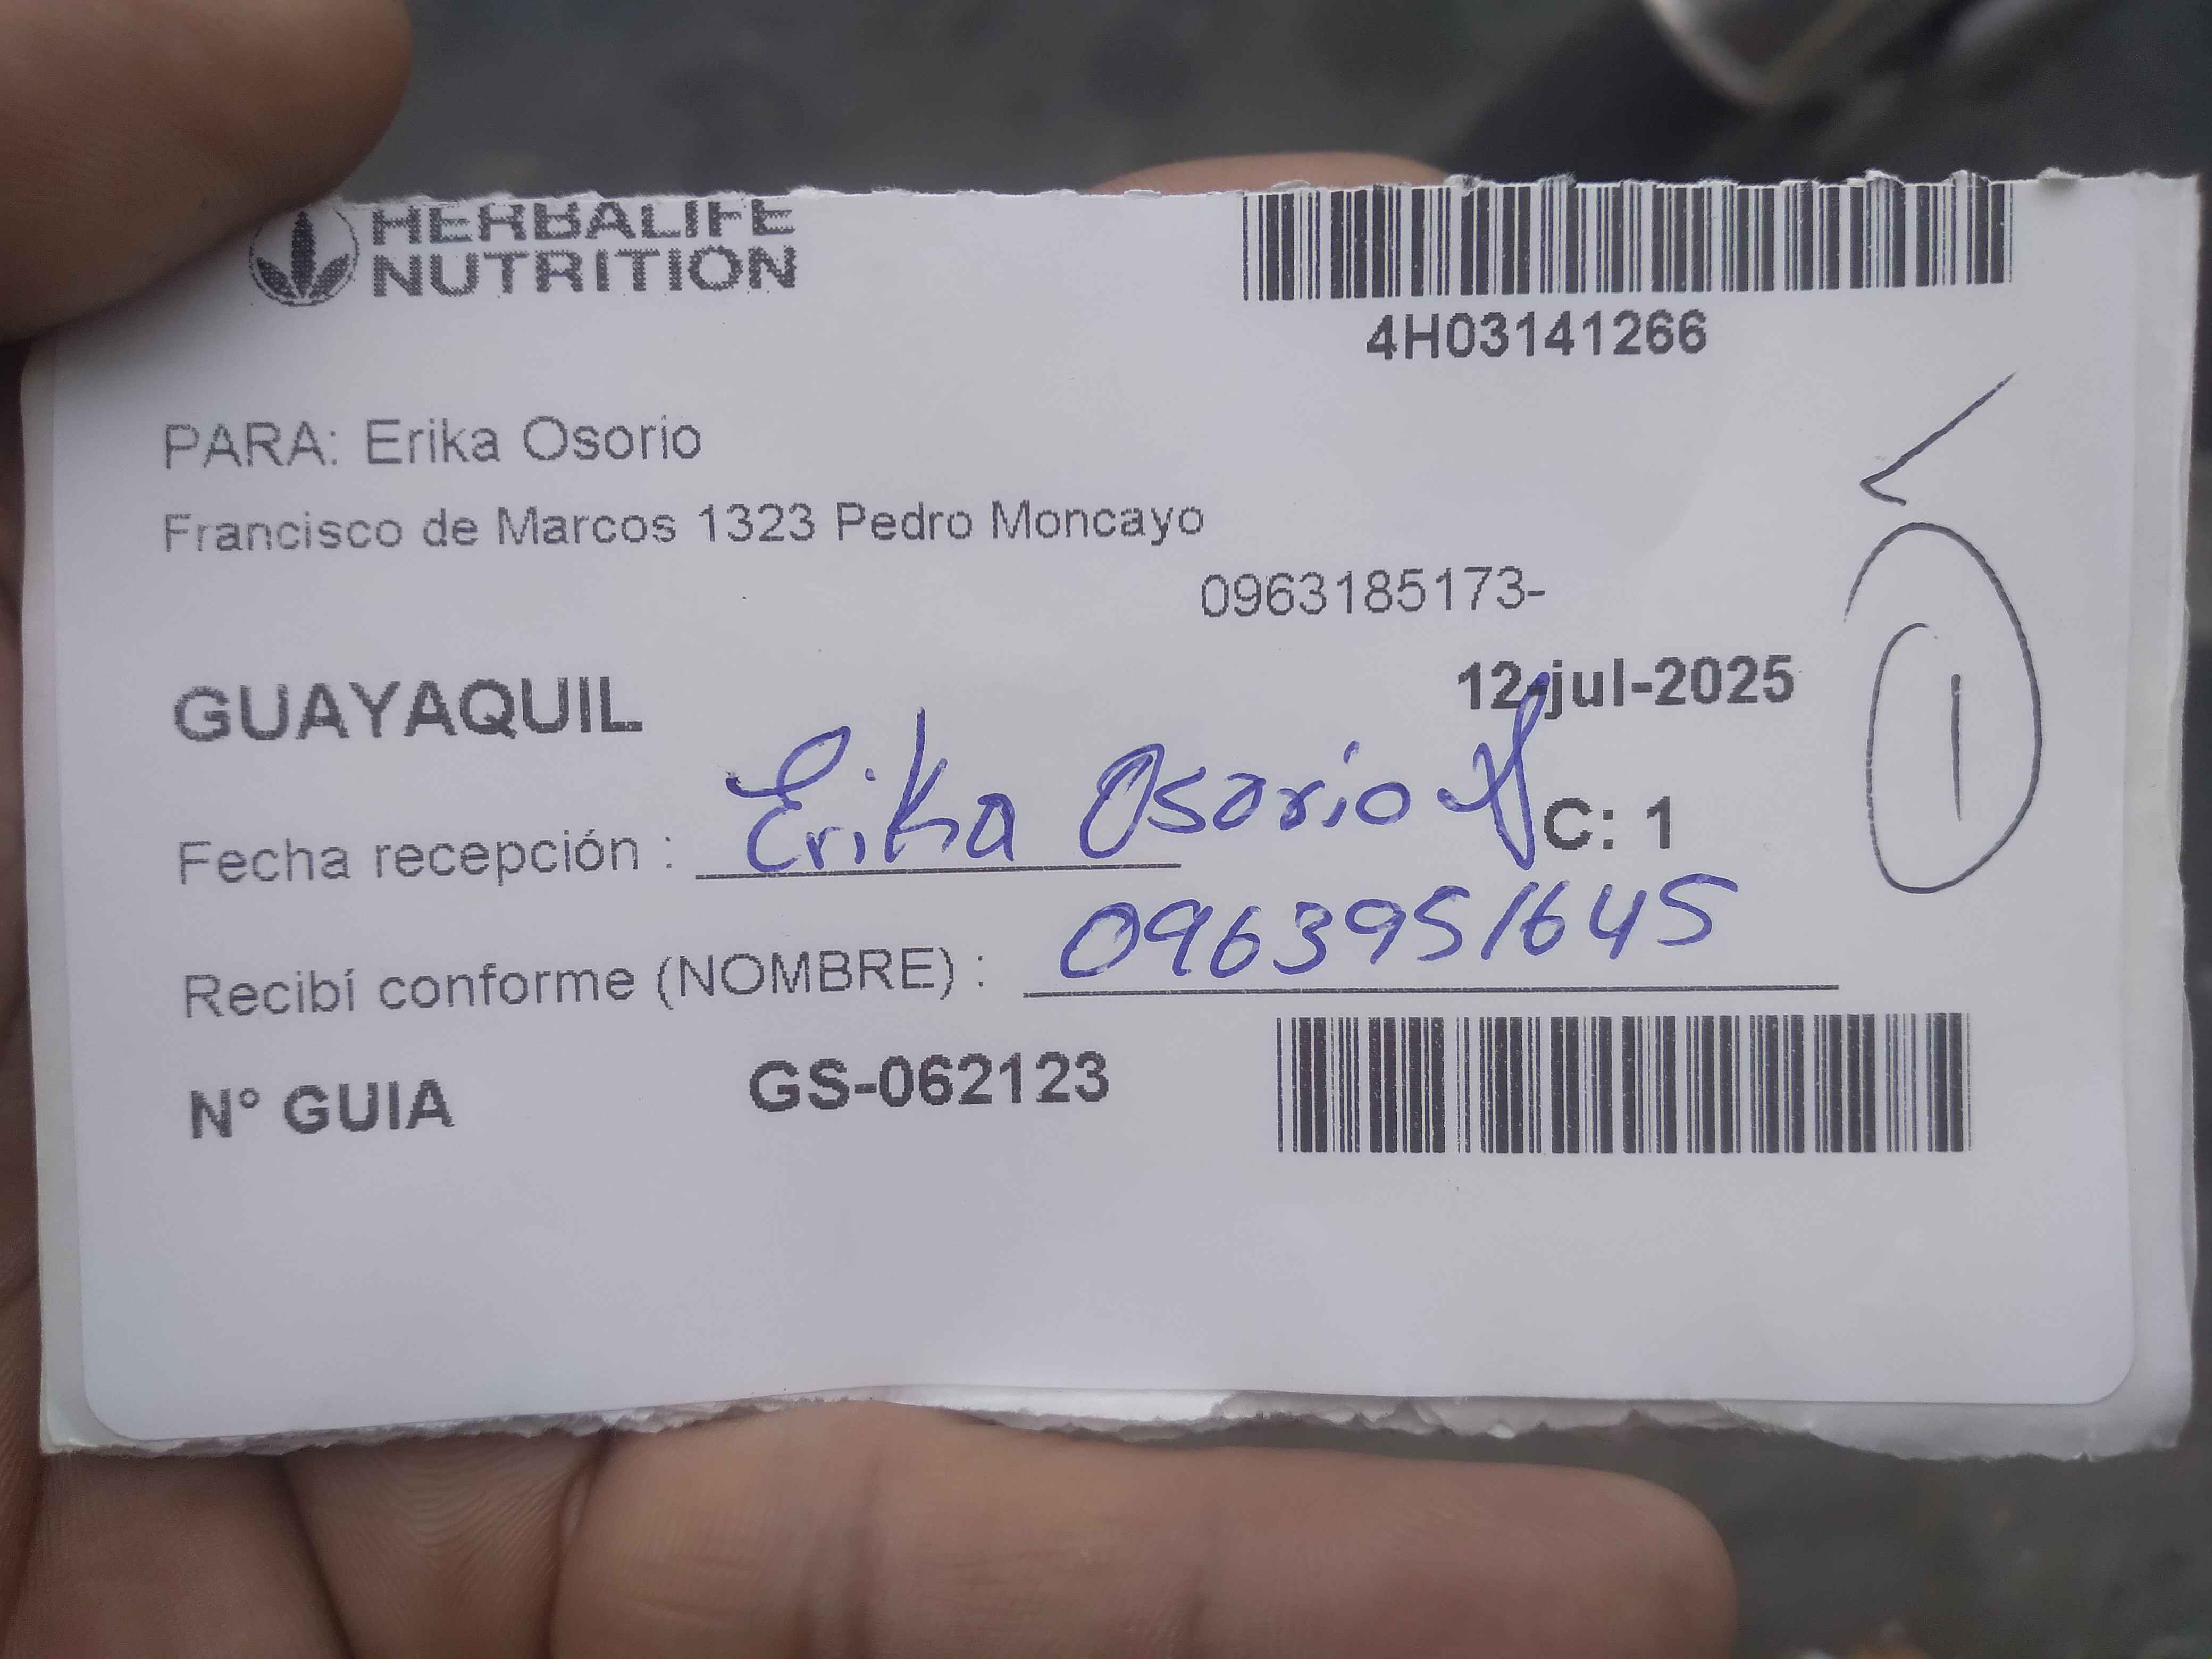 HERBALIFE
NUTRITION
4H03141266
PARA: Erika Osorio
Francisco de Marcos 1323 Pedro Moncayo
0963185173-
GUAYAQUIL
12-jul-2025
Fecha recepción : Erika Osorio
C: 1
1
Recibí conforme (NOMBRE) : 0963951645
N° GUIA GS-062123